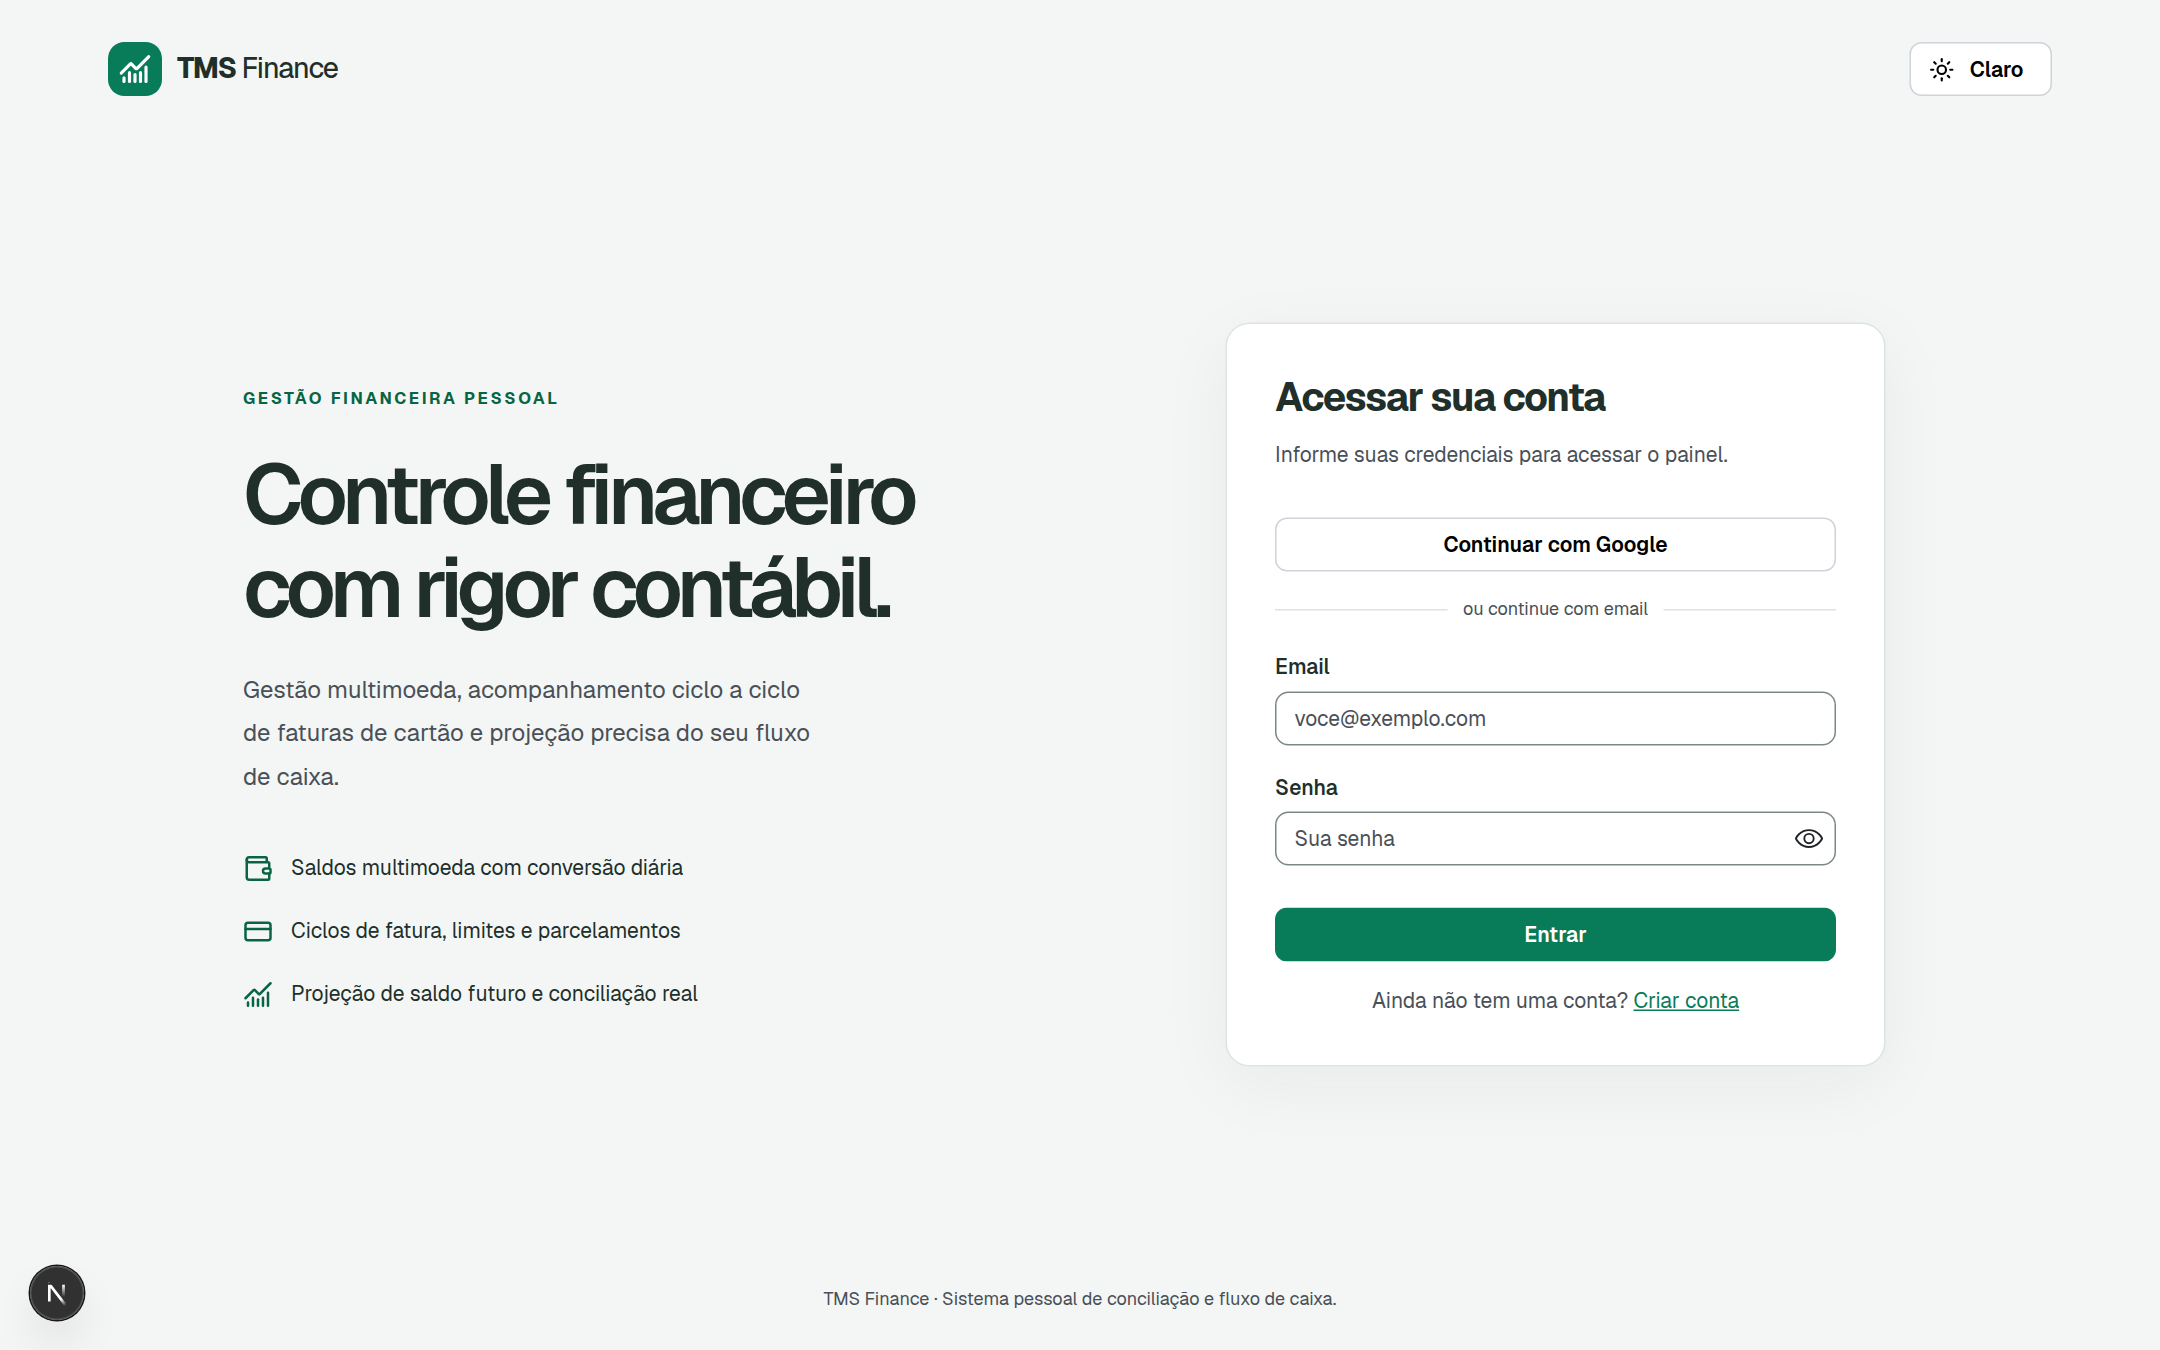 TMS Finance
Claro
GESTÃO FINANCEIRA PESSOAL
Controle financeiro
com rigor contábil.
Gestão multimoeda, acompanhamento ciclo a ciclo
de faturas de cartão e projeção precisa do seu fluxo
de caixa.
Saldos multimoeda com conversão diária
Ciclos de fatura, limites e parcelamentos
Projeção de saldo futuro e conciliação real
Acessar sua conta
Informe suas credenciais para acessar o painel.
Continuar com Google
ou continue com email
Email
voce@exemplo.com
Senha
Sua senha
Entrar
Ainda não tem uma conta? Criar conta
N
TMS Finance · Sistema pessoal de conciliação e fluxo de caixa.